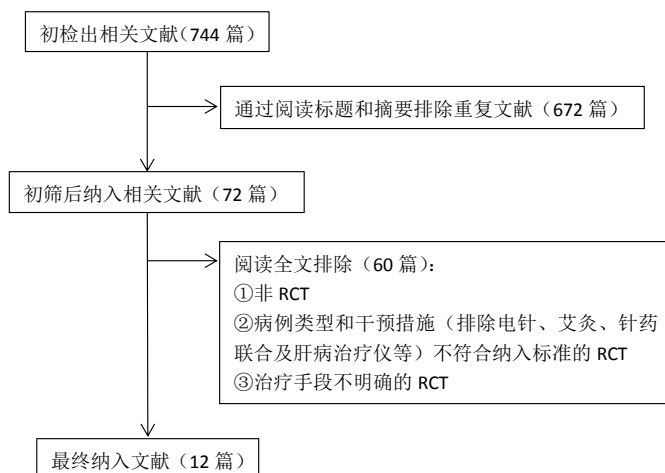 初检出相关文献(744 篇)
通过阅读标题和摘要排除重复文献（672 篇）
初筛后纳入相关文献（72 篇）
阅读全文排除（60 篇）：
①非 RCT
②病例类型和干预措施（排除电针、艾灸、针药
联合及肝病治疗仪等）不符合纳入标准的 RCT
③治疗手段不明确的 RCT
最终纳入文献（12 篇）